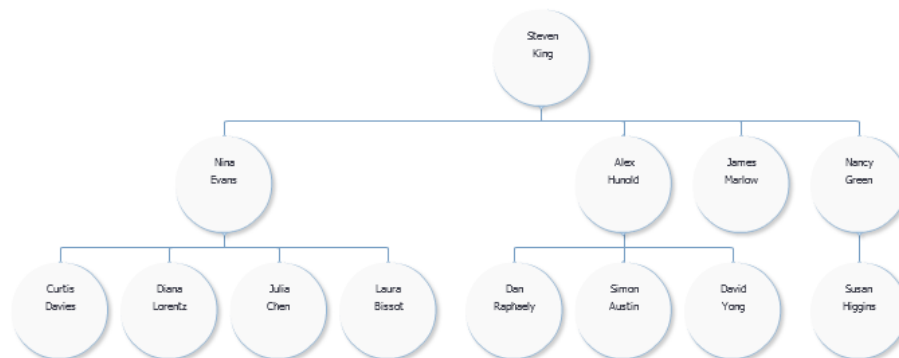 Steven
King
Nina
Evans
Alex
Hunold
James
Marlow
Nancy
Green
Curtis
Davies
Diana
Lorentz
Julia
Chen
Laura
Bissot
Dan
Raphaely
Simon
Austin
David
Yong
Susan
Higgins